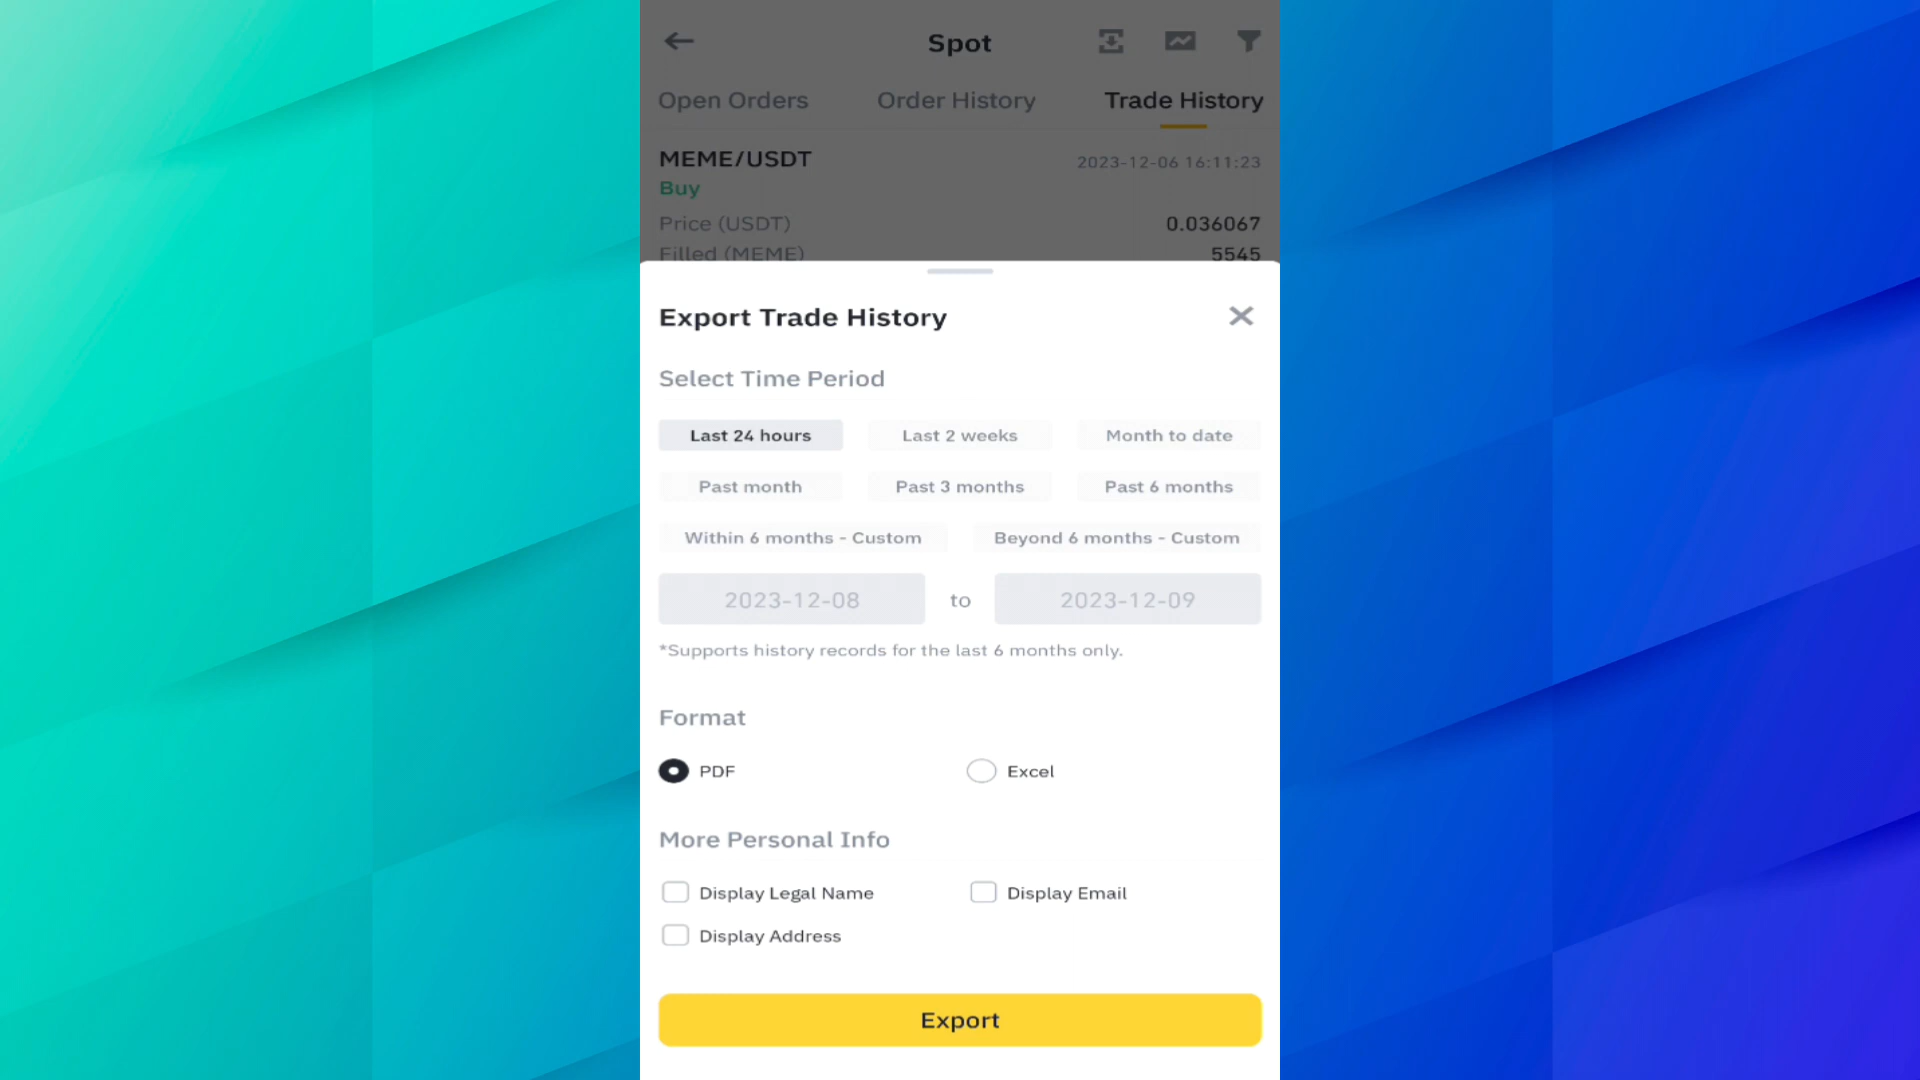 Spot
Open Orders Order History Trade History
MEME/USDT 2023-12-06 16:11:23
Buy
Price (USDT) 0.036067
Filled (MEME) 5545
Export Trade History
Select Time Period
Last 24 hours Last 2 weeks Month to date
Past month Past 3 months Past 6 months
Within 6 months - Custom Beyond 6 months - Custom
2023-12-08 to 2023-12-09
*Supports history records for the last 6 months only.
Format
PDF Excel
More Personal Info
Display Legal Name Display Email
Display Address
Export